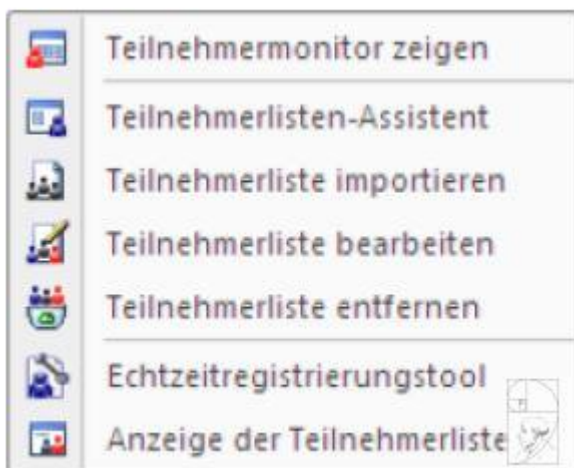 Teilnehmermonitor zeigen
Teilnehmerlisten-Assistent
Teilnehmerliste importieren
Teilnehmerliste bearbeiten
Teilnehmerliste entfernen
Echtzeitregistrierungstool
Anzeige der Teilnehmerliste